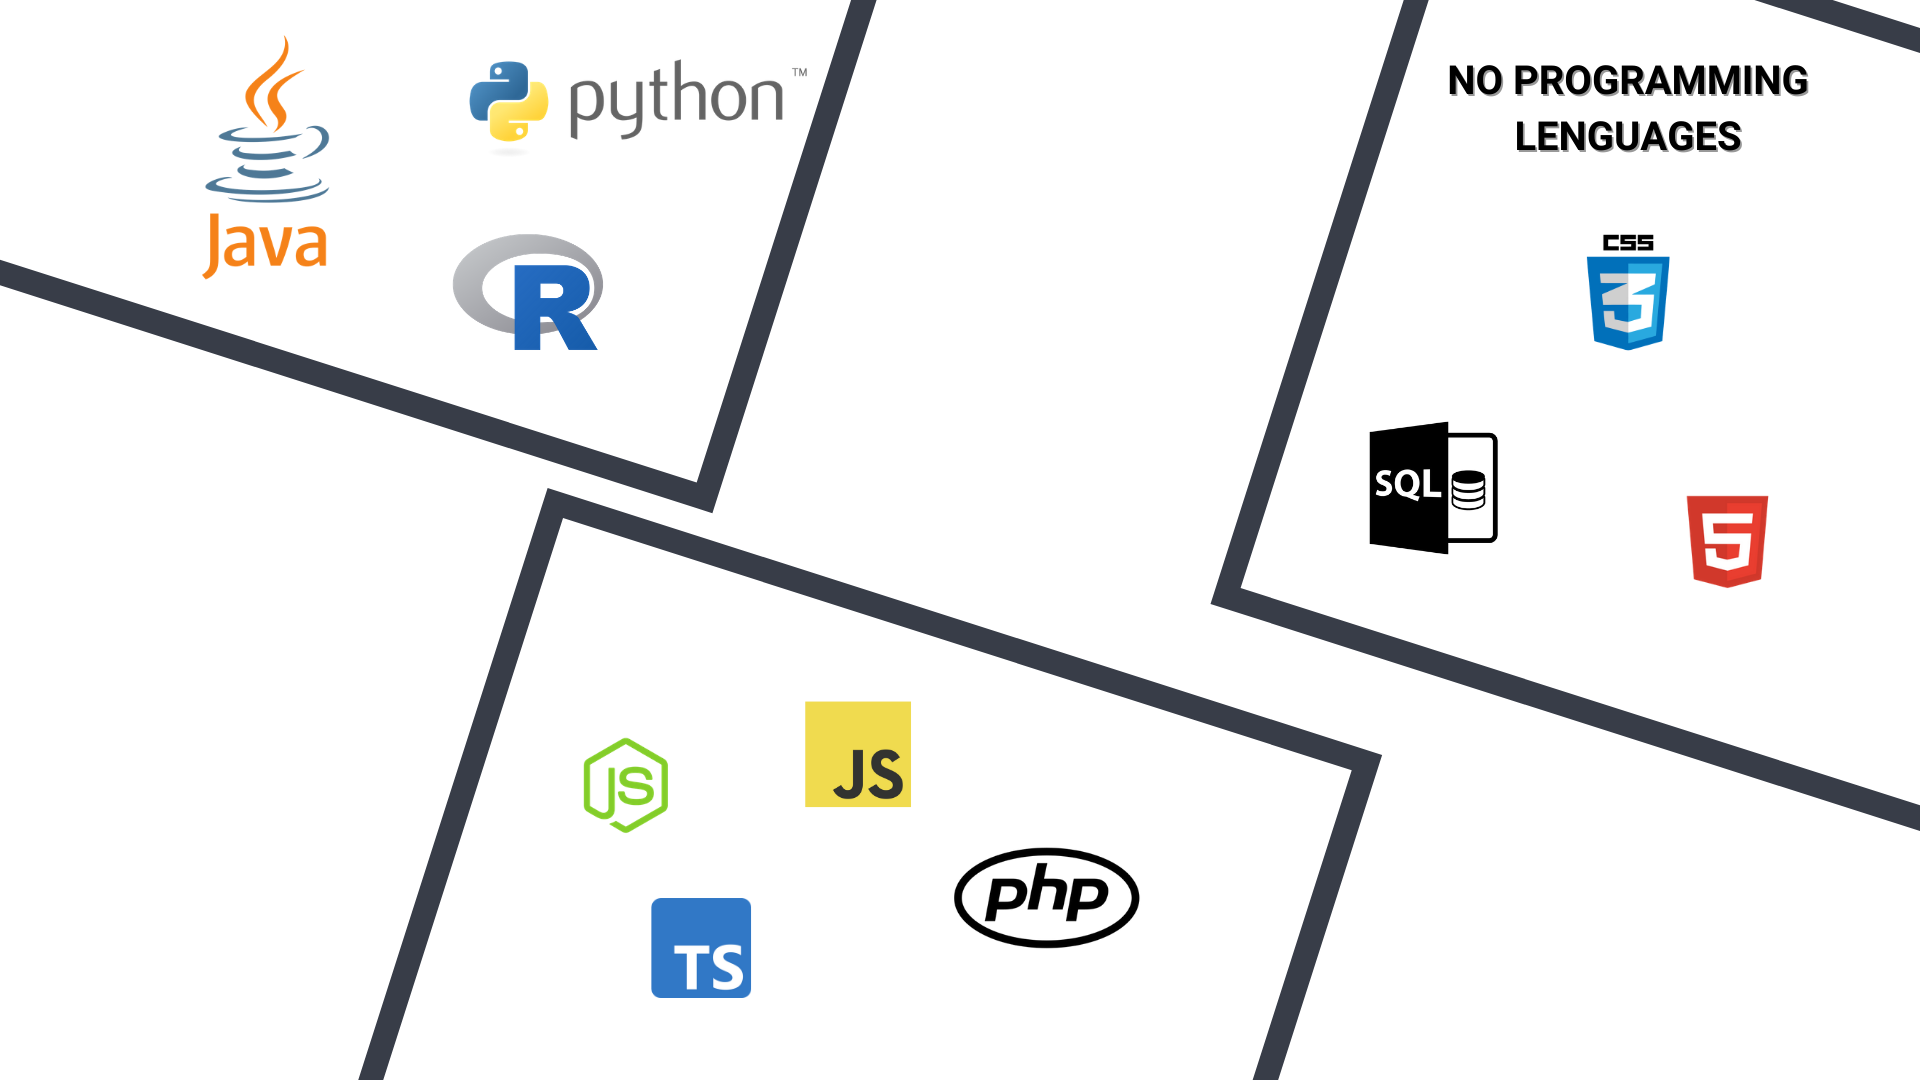 Java
python™
R
NO PROGRAMMING
LENGUAGES
CSS
3
SQL
5
JS
JS
php
TS